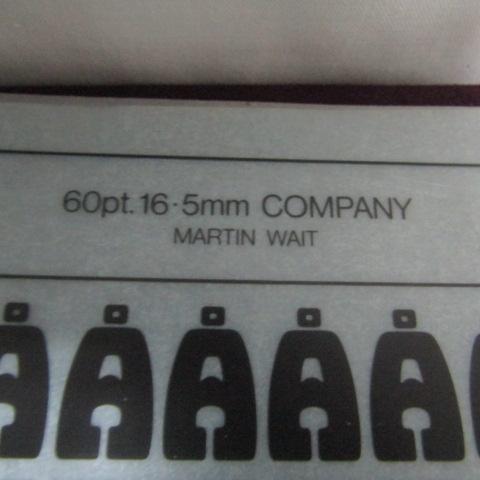 60pt. 16·5mm COMPANY
MARTIN WAIT
Å Å Å Å Å